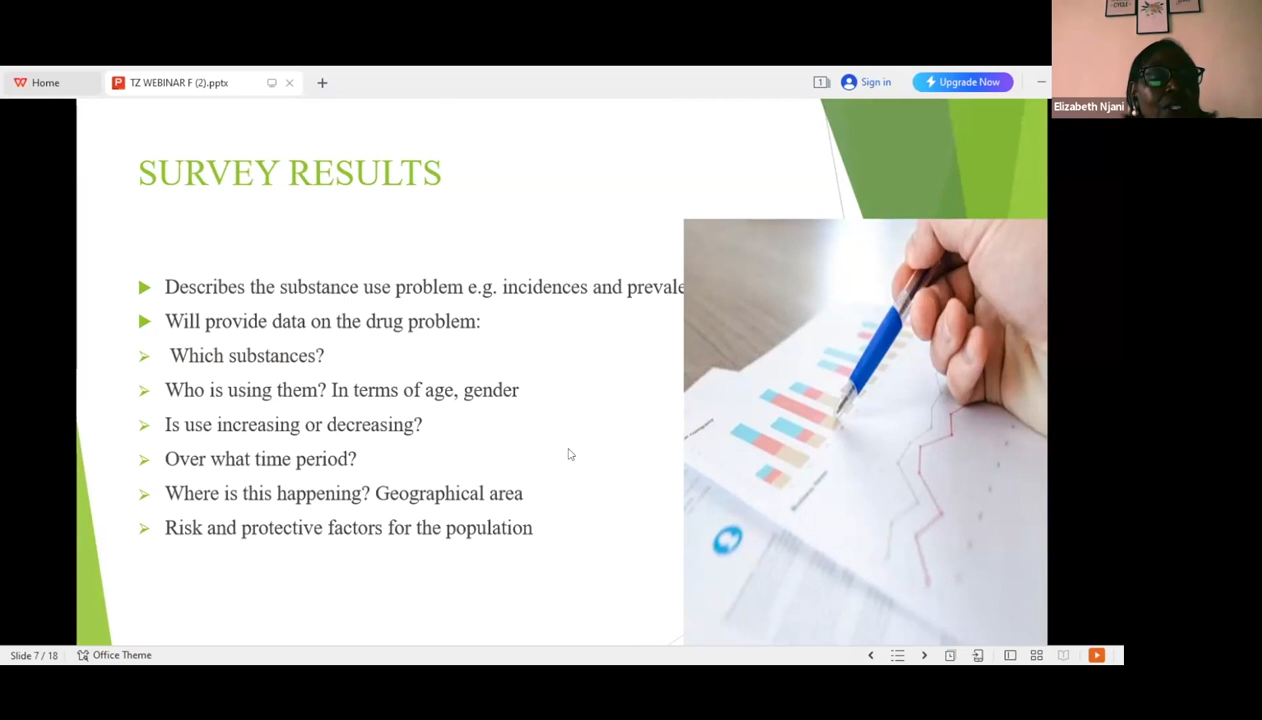 CYCLE
Home
TZ WEBINAR F (2).pptx
1
Sign in
Upgrade Now
Elizabeth Njani
SURVEY RESULTS
Describes the substance use problem e.g. incidences and prevale
Will provide data on the drug problem:
Which substances?
Who is using them? In terms of age, gender
Is use increasing or decreasing?
Over what time period?
Where is this happening? Geographical area
Risk and protective factors for the population
Slide 7 / 18
Office Theme